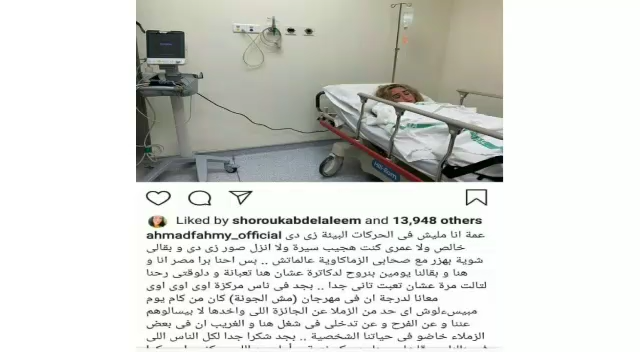 Hill-Rom
Liked by shoroukabdelaleem and 13,948 others
ahmadfahmy_official عمة انا مليش فى الحركات البيئة زى دى
خالص ولا عمرى كنت هجيب سيرة ولا انزل صور زى دى و بقالى
شوية بهزر مع صحابى الزماكاوية عالماتش .. بس احنا برا مصر انا و
هنا و بقالنا يومين بنروح لدكاترة عشان هنا تعبانة و دلوقتى رحنا
لتالت مرة عشان تعبت تانى جدا .. بجد فى ناس مركزة اوى اوى اوى
معانا لدرجة ان فى مهرجان (مش الجونة) كان من كام يوم
مبيسءلوش اى حد من الزملا عن الجائزة اللى واخدها لا بيسالوهم
عننا و عن الفرح و عن تدخلى فى شغل هنا و الغريب ان فى بعض
الزملاء خاضو فى حياتنا الشخصية .. بجد شكرا جدا لكل الناس اللى